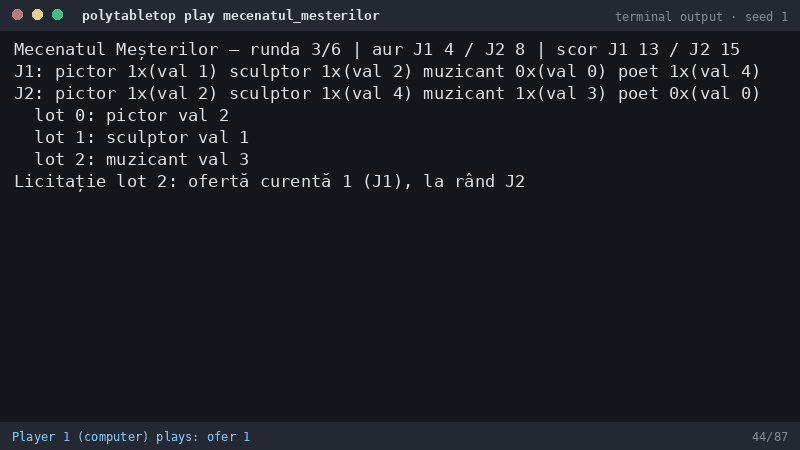 polytabletop play mecenatul_mesterilor
terminal output · seed 1
Mecenatul Meșterilor — runda 3/6 | aur J1 4 / J2 8 | scor J1 13 / J2 15
J1: pictor 1x(val 1) sculptor 1x(val 2) muzicant 0x(val 0) poet 1x(val 4)
J2: pictor 1x(val 2) sculptor 1x(val 4) muzicant 1x(val 3) poet 0x(val 0)
lot 0: pictor val 2
lot 1: sculptor val 1
lot 2: muzicant val 3
Licitație lot 2: ofertă curentă 1 (J1), la rând J2
Player 1 (computer) plays: ofer 1
44/87